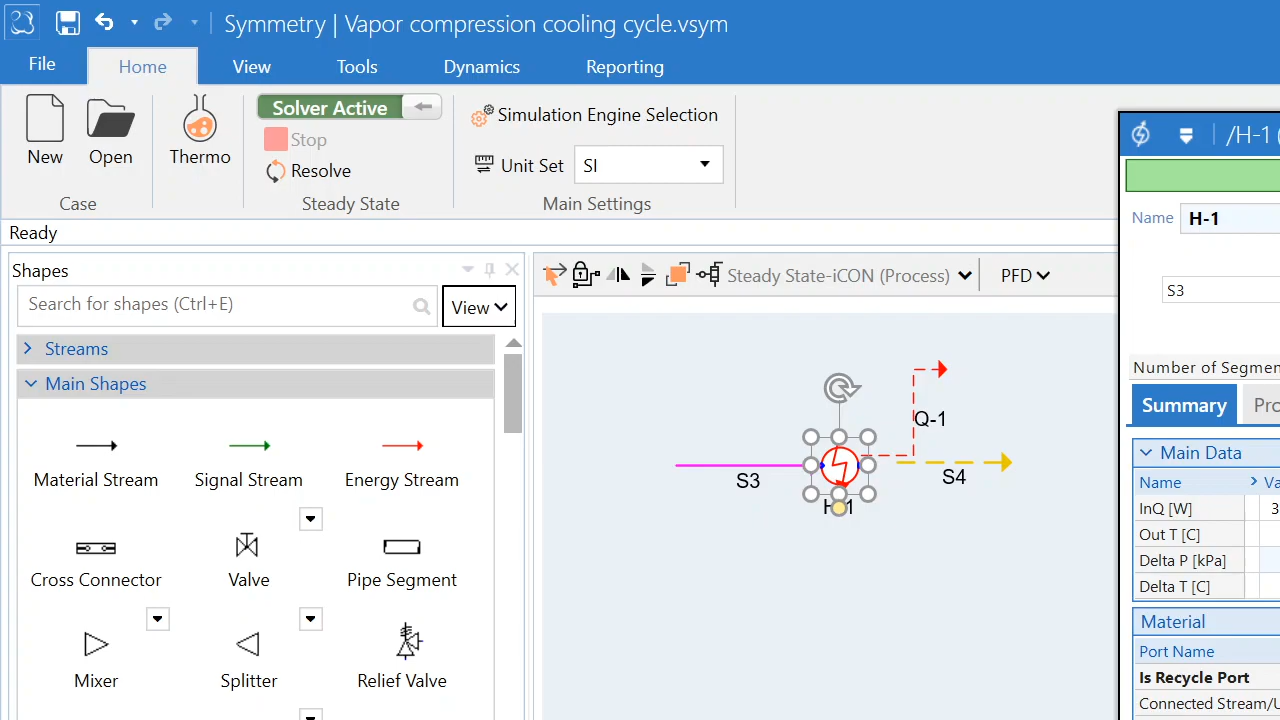 Symmetry | Vapor compression cooling cycle.vsym
File Home View Tools Dynamics Reporting
New Open
Case
Thermo
Solver Active
Stop
Resolve
Steady State
Simulation Engine Selection
Unit Set SI
Main Settings
Ready
Shapes
Search for shapes (Ctrl+E)
View
Streams
Main Shapes
Material Stream Signal Stream Energy Stream
Cross Connector Valve Pipe Segment
Mixer Splitter Relief Valve
Steady State-iCON (Process) PFD
Q-1
S3
S4
/H-1 (
Name H-1
S3
Number of Segmen
Summary Pro
Main Data
Name Va
InQ [W] 3
Out T [C]
Delta P [kPa]
Delta T [C]
Material
Port Name
Is Recycle Port
Connected Stream/U